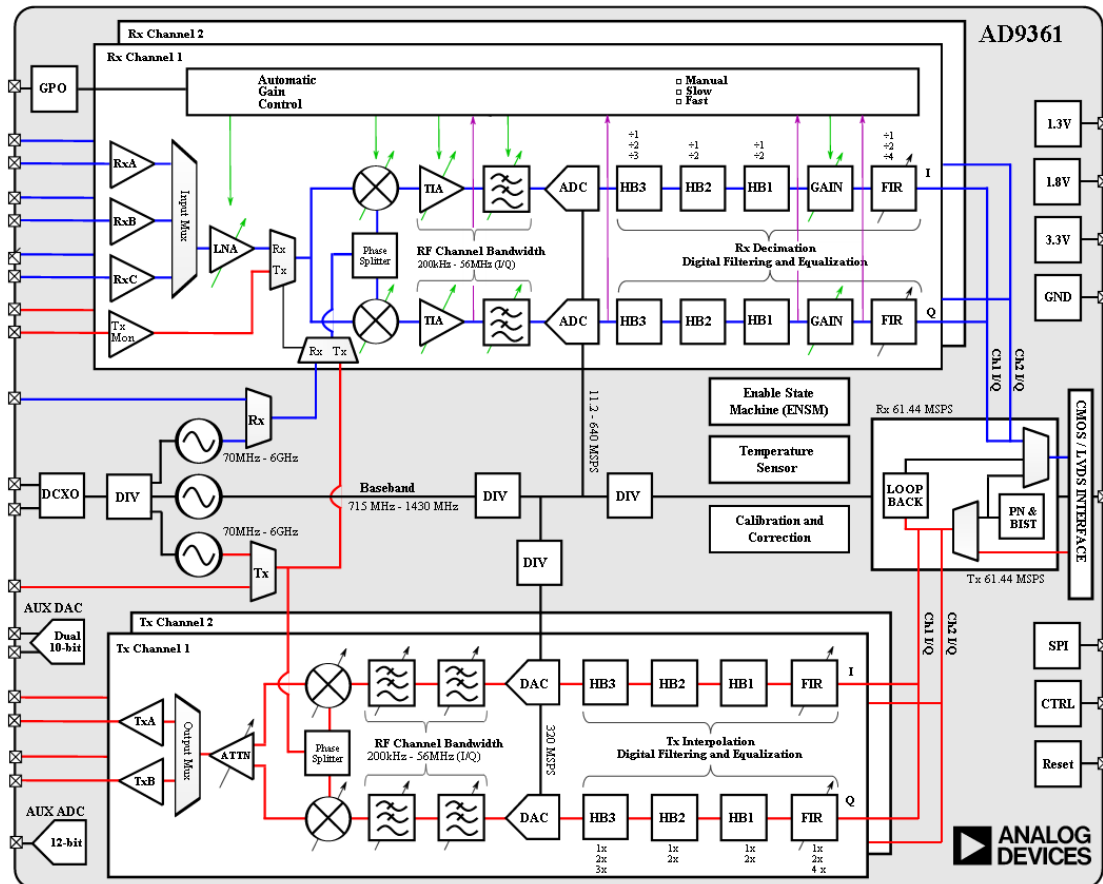 AD9361
Rx Channel 2
Rx Channel 1
GPO
Automatic
Gain
Control
Manual
Slow
Fast
1.3V
1.8V
3.3V
GND
RxA
RxB
RxC
Tx
Mon
Input Mux
LNA
Rx
Tx
Phase
Splitter
TIA
ADC
÷1
÷2
÷3
÷1
÷2
÷1
÷2
÷1
÷2
÷4
HB3
HB2
HB1
GAIN
FIR
I
RF Channel Bandwidth
200kHz - 56MHz (I/Q)
Rx Decimation
Digital Filtering and Equalization
TIA
ADC
HB3
HB2
HB1
GAIN
FIR
Q
Rx Tx
Ch1 I/Q
Ch2 I/Q
11.2 - 640 MSPS
Rx
70MHz - 6GHz
DCXO
DIV
Baseband
715 MHz - 1430 MHz
DIV
DIV
DIV
70MHz - 6GHz
Tx
Enable State
Machine (ENSM)
Temperature
Sensor
Calibration and
Correction
Rx 61.44 MSPS
LOOP
BACK
PN &
BIST
Tx 61.44 MSPS
CMOS / LVDS INTERFACE
Ch1 I/Q
Ch2 I/Q
AUX DAC
Dual
10-bit
AUX ADC
12-bit
Tx Channel 2
Tx Channel 1
TxA
TxB
Output Mux
ATTN
Phase
Splitter
RF Channel Bandwidth
200kHz - 56MHz (I/Q)
DAC
320 MSPS
HB3
HB2
HB1
FIR
I
Tx Interpolation
Digital Filtering and Equalization
DAC
HB3
HB2
HB1
FIR
Q
1x
2x
3x
1x
2x
1x
2x
1x
2x
4 x
SPI
CTRL
Reset
ANALOG
DEVICES